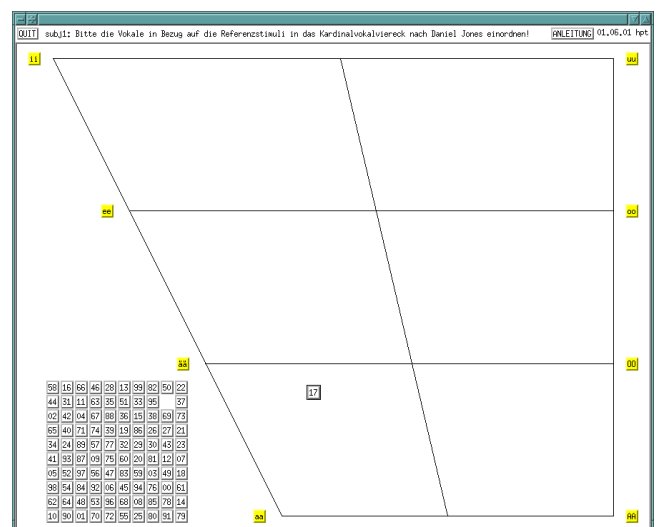 QUIT subj1: Bitte die Vokale in Bezug auf die Referenzstimuli in das Kardinalvokalviereck nach Daniel Jones einordnen! ANLEITUNG 01.06.01 hpt
ii uu
ee oo
ää OO
17
58 16 66 46 28 13 99 82 50 22
44 31 11 63 35 51 33 95 37
02 42 04 67 88 36 15 38 69 73
65 40 71 74 39 19 86 26 27 21
34 24 89 57 77 32 29 30 43 23
41 93 87 09 75 60 20 81 12 07
05 52 97 56 47 83 59 03 49 18
98 54 84 92 06 45 94 76 00 61
62 64 48 53 96 68 08 85 78 14
10 90 01 70 72 55 25 80 91 79
aa AA